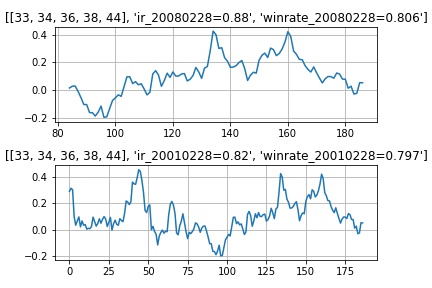 [[33, 34, 36, 38, 44], 'ir_20080228=0.88', 'winrate_20080228=0.806']
0.4
0.2
0.0
−0.2
80 100 120 140 160 180
[[33, 34, 36, 38, 44], 'ir_20010228=0.82', 'winrate_20010228=0.797']
0.4
0.2
0.0
−0.2
0 25 50 75 100 125 150 175